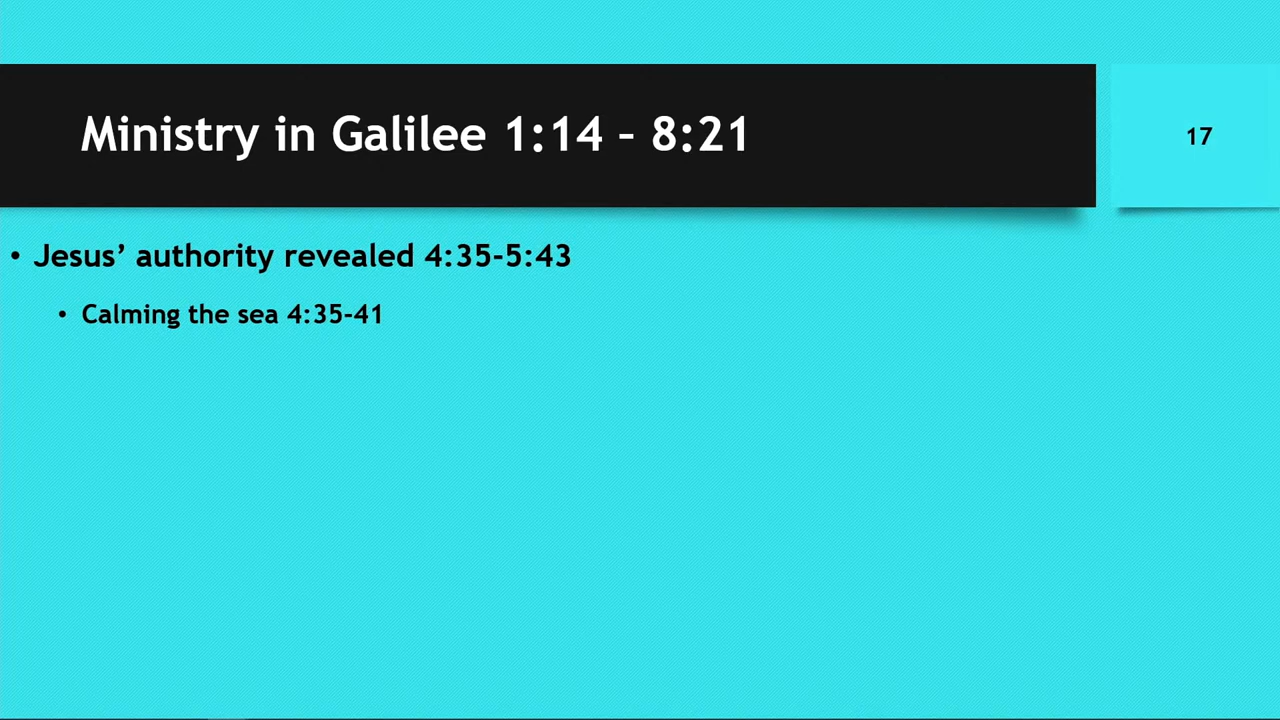 Ministry in Galilee 1:14 – 8:21
17
• Jesus’ authority revealed 4:35-5:43
• Calming the sea 4:35-41